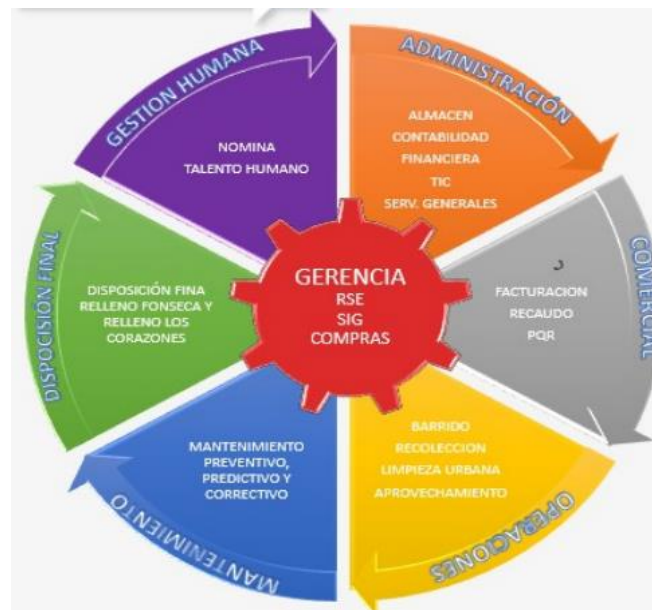 GESTION HUMANA
NOMINA
TALENTO HUMANO
ADMINISTRACIÓN
ALMACEN
CONTABILIDAD
FINANCIERA
TIC
SERV. GENERALES
COMERCIAL
FACTURACION
RECAUDO
PQR
OPERACIONES
BARRIDO
RECOLECCION
LIMPIEZA URBANA
APROVECHAMIENTO
MANTENIMIENTO
MANTENIMIENTO
PREVENTIVO,
PREDICTIVO Y
CORRECTIVO
DISPOCISIÓN FINAL
DISPOSICIÓN FINA
RELLENO FONSECA Y
RELLENO LOS
CORAZONES
GERENCIA
RSE
SIG
COMPRAS